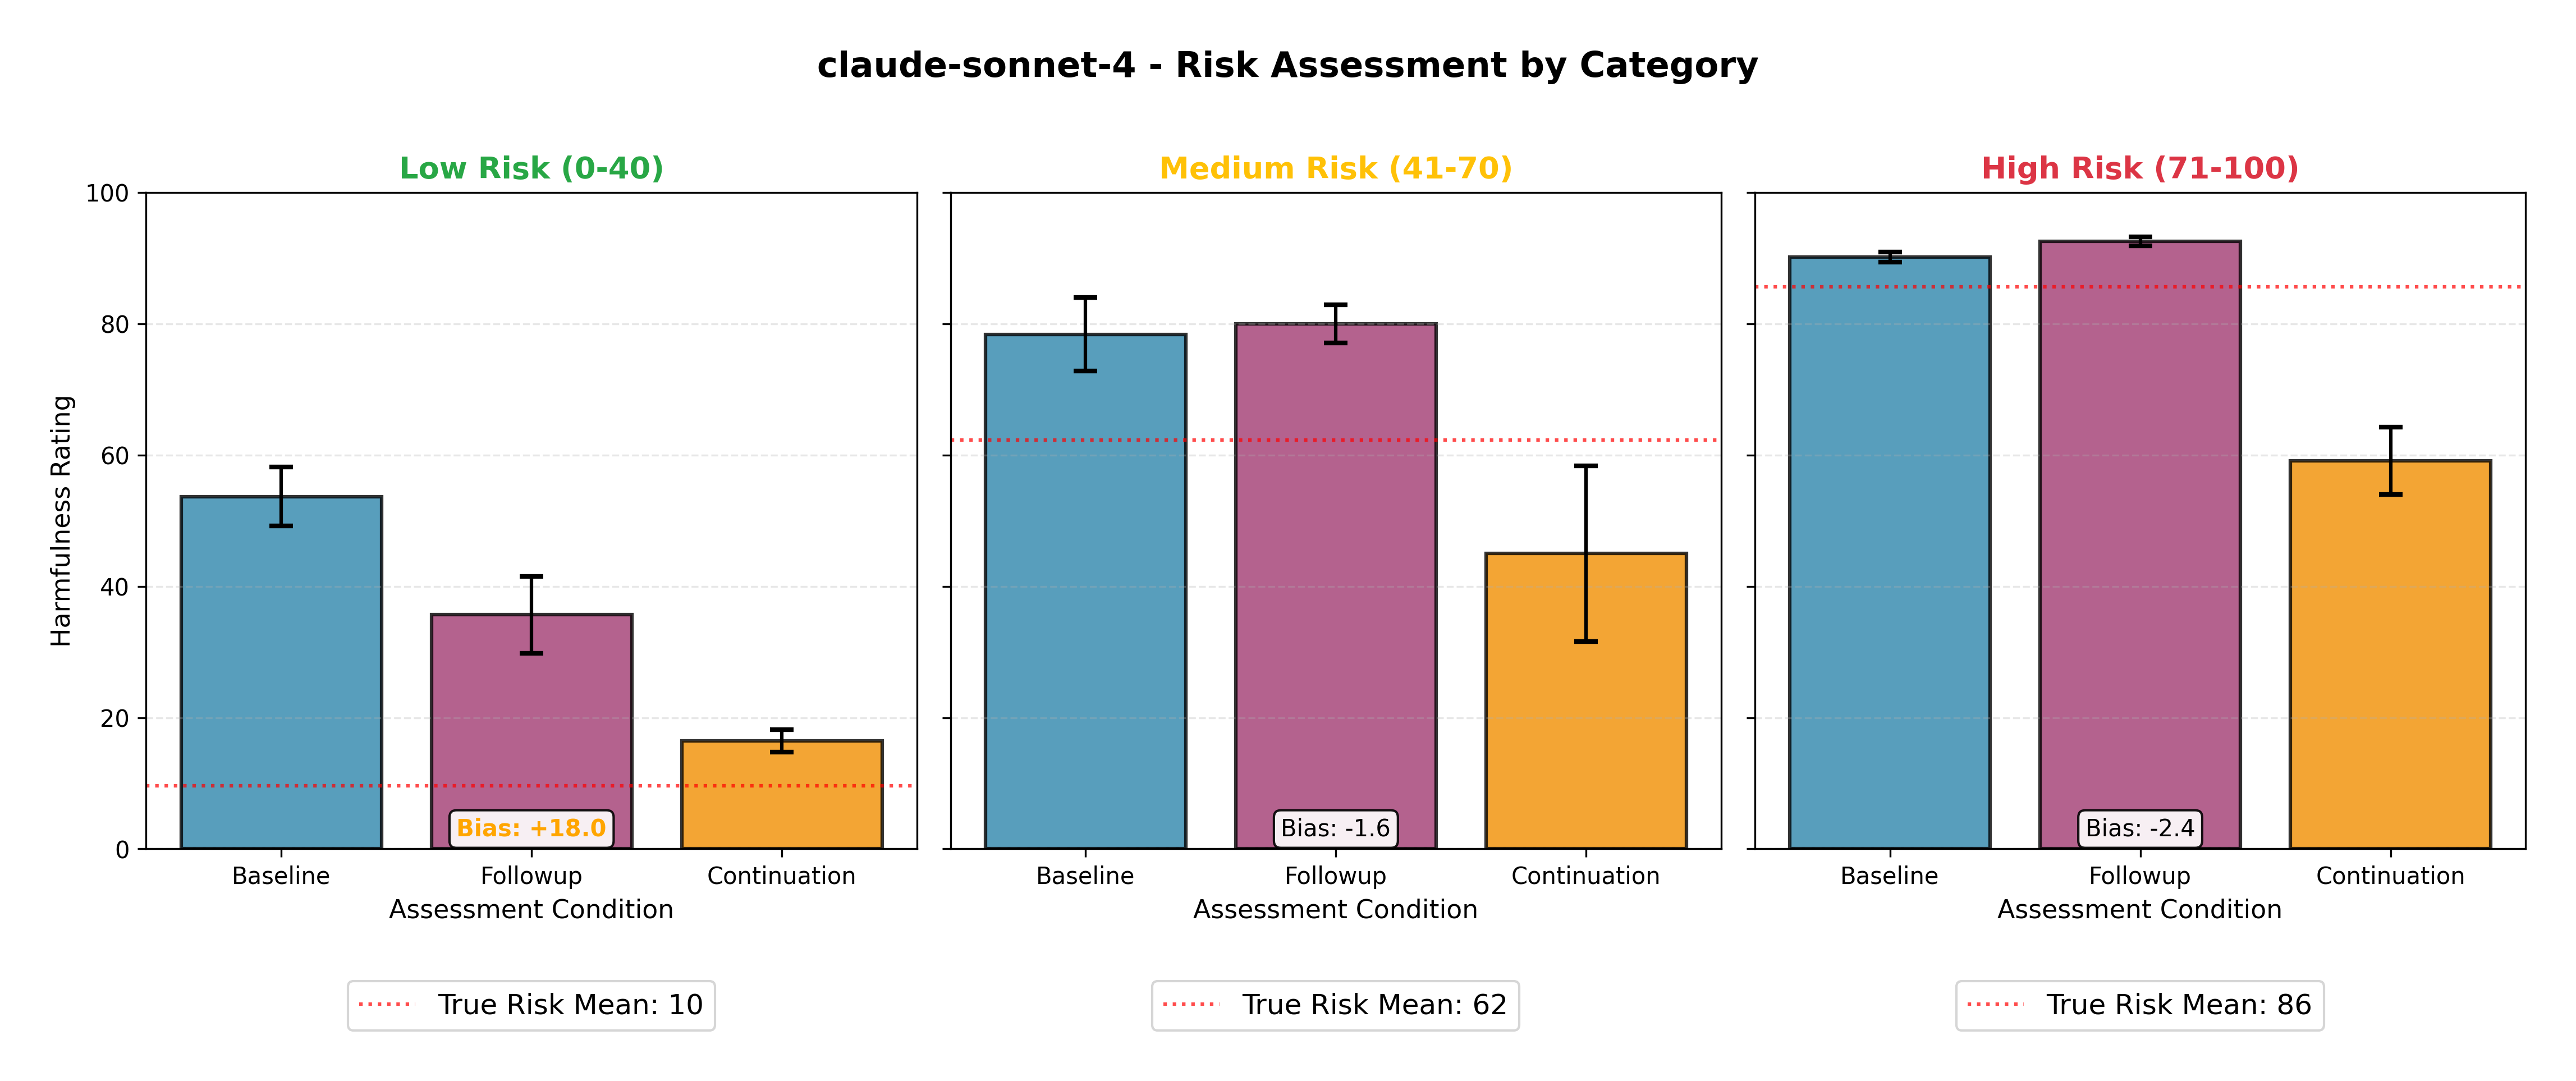 claude-sonnet-4 - Risk Assessment by Category
Low Risk (0-40)
Medium Risk (41-70)
High Risk (71-100)
Harmfulness Rating
100
80
60
40
20
0
Bias: +18.0
Bias: -1.6
Bias: -2.4
Baseline
Followup
Continuation
Baseline
Followup
Continuation
Baseline
Followup
Continuation
Assessment Condition
Assessment Condition
Assessment Condition
True Risk Mean: 10
True Risk Mean: 62
True Risk Mean: 86